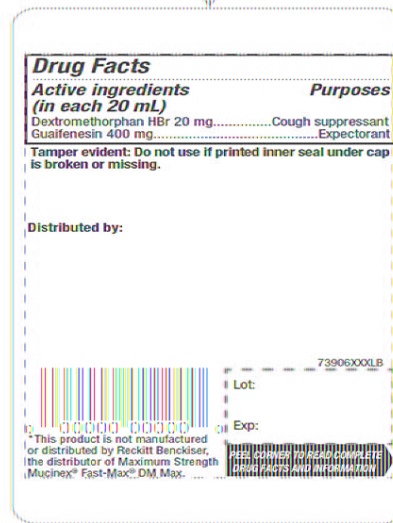 Drug Facts
Active ingredients Purposes
(in each 20 mL)
Dextromethorphan HBr 20 mg...............Cough suppressant
Guaifenesin 400 mg....................................Expectorant
Tamper evident: Do not use if printed inner seal under cap
is broken or missing.
Distributed by:
73906XXXLB
Lot:
Exp:
00000 00000
*This product is not manufactured
or distributed by Reckitt Benckiser,
the distributor of Maximum Strength
Mucinex® Fast-Max® DM Max.
PEEL CORNER TO READ COMPLETE
DRUG FACTS AND INFORMATION